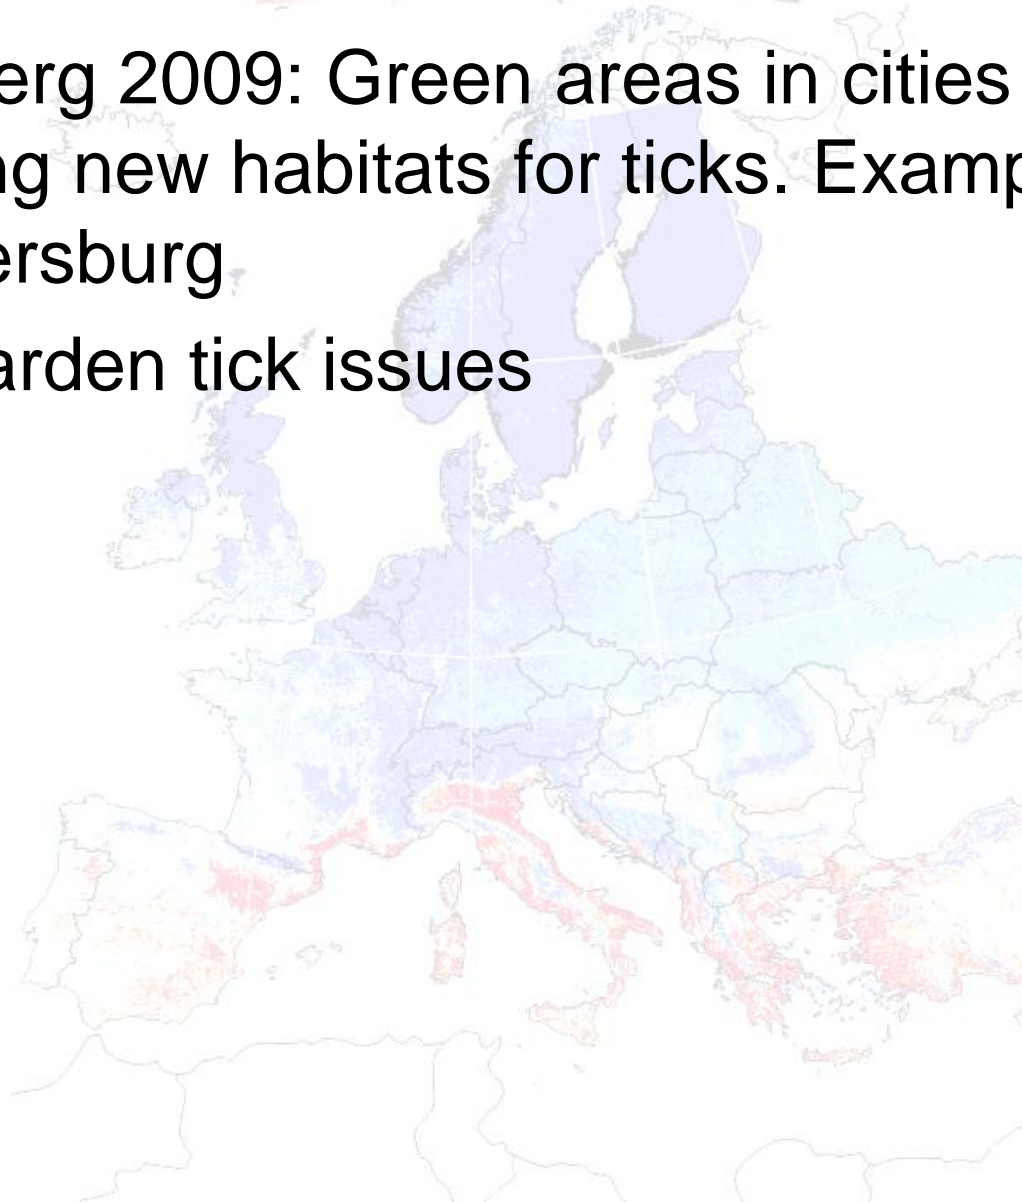 erg 2009: Green areas in cities
ng new habitats for ticks. Examp
ersburg
arden tick issues